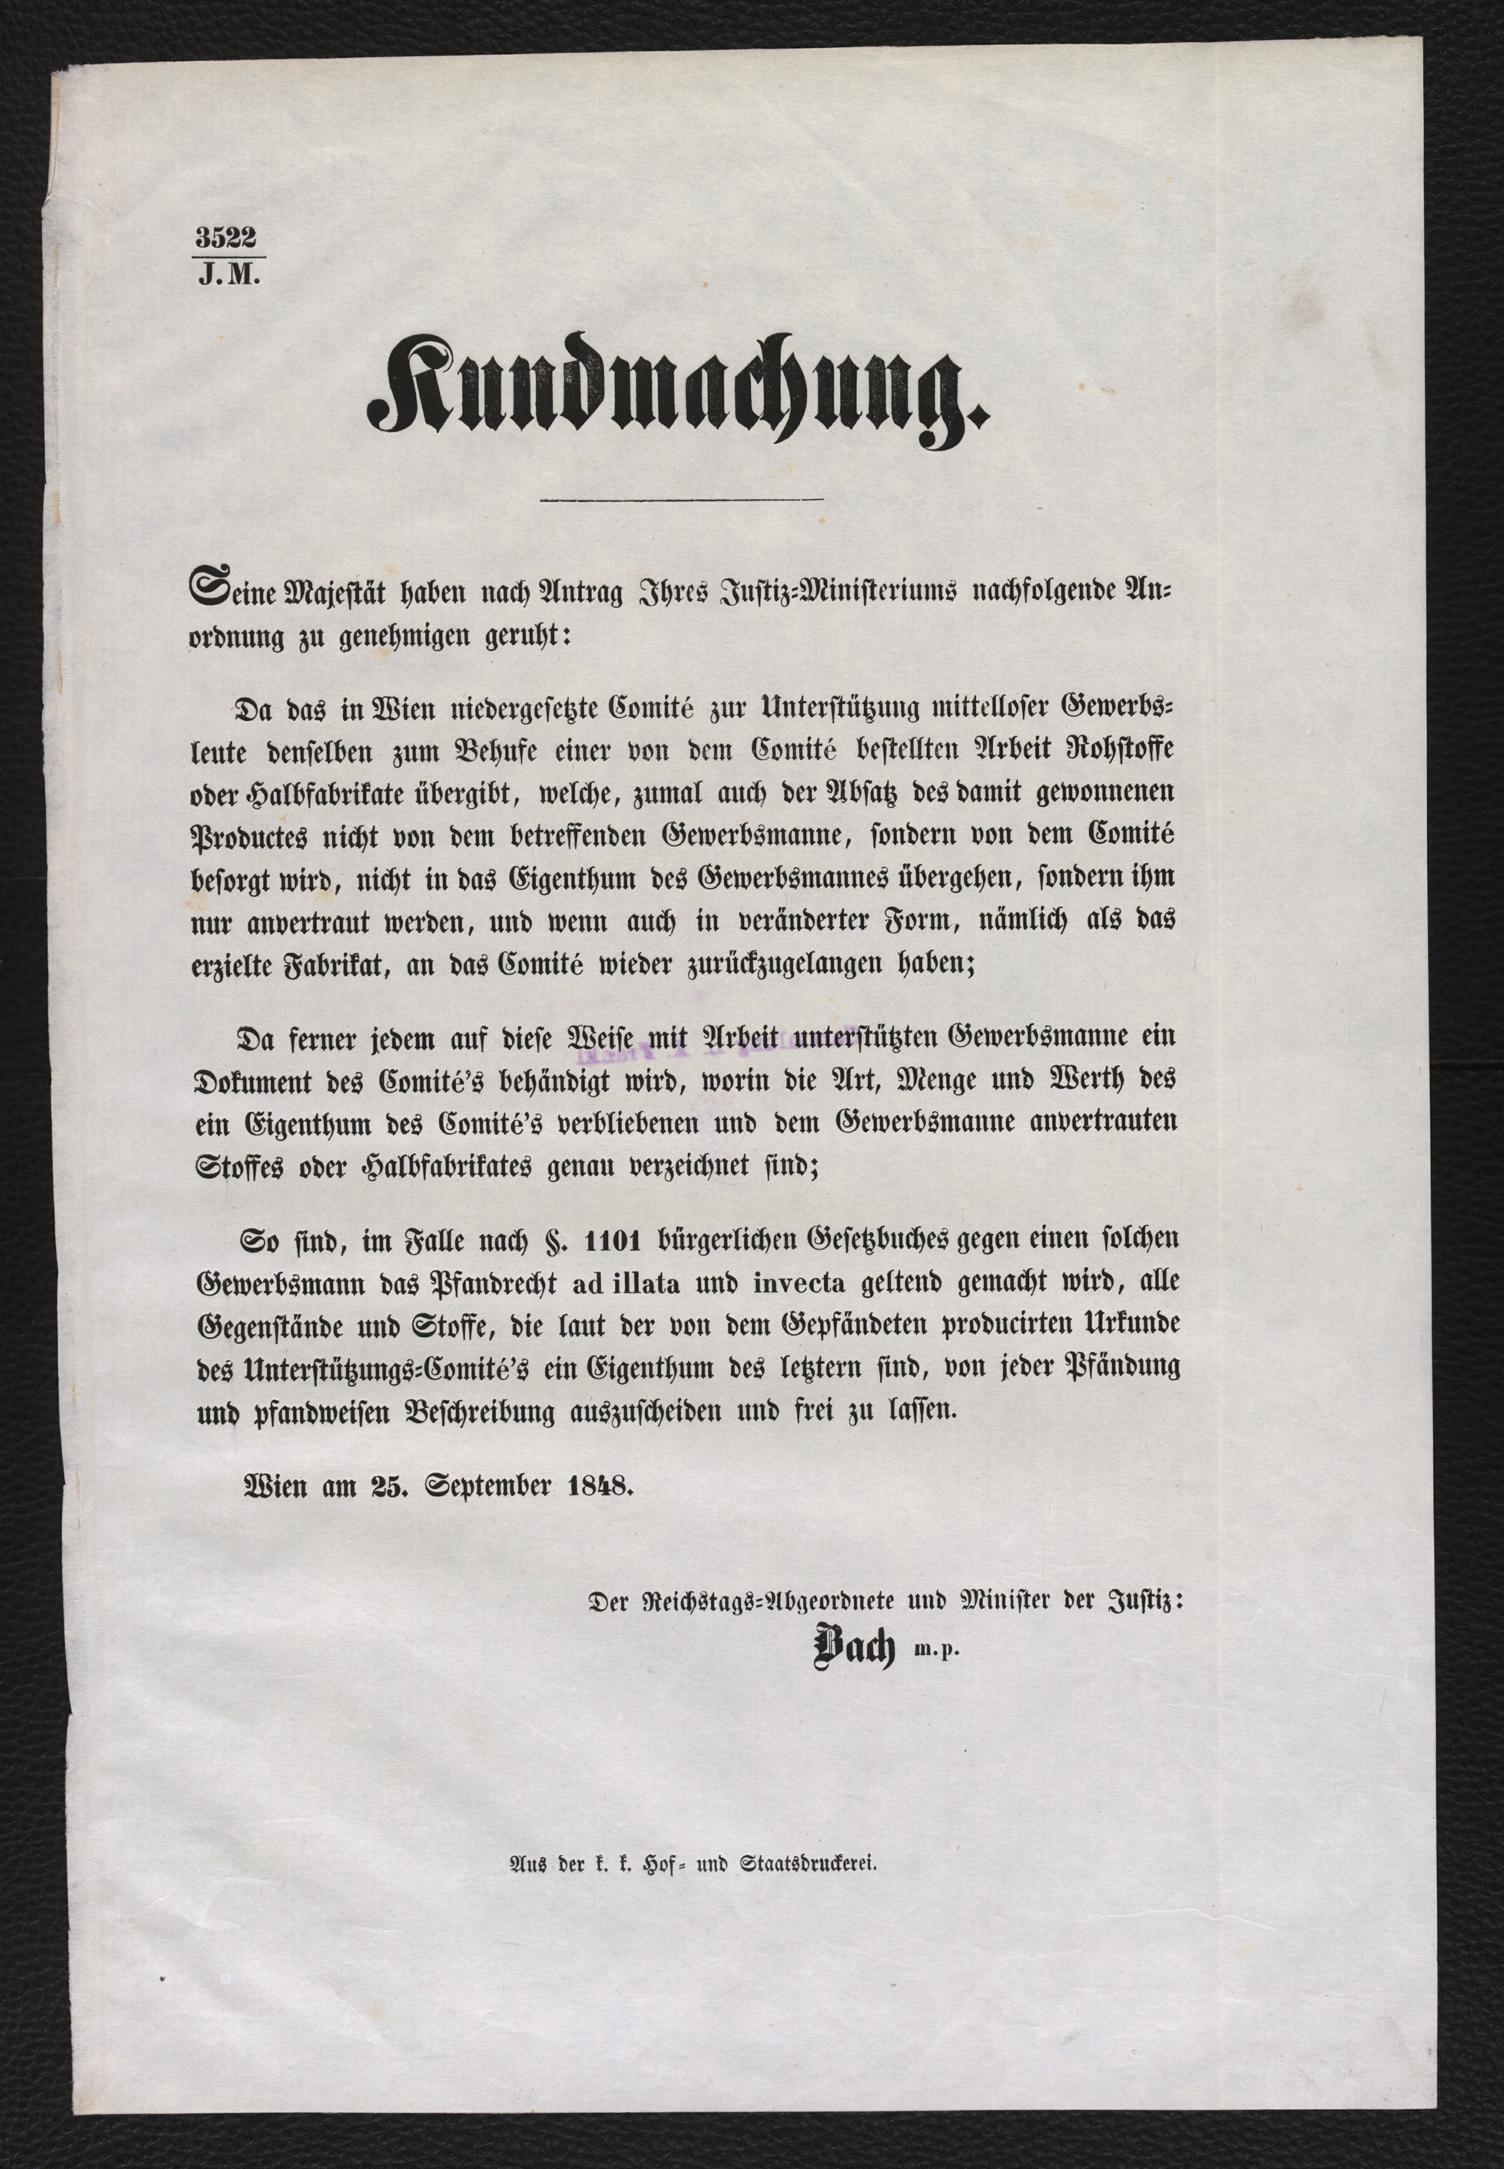 3522
J. M.
Kundmachung.
Seine Majestät haben nach Antrag Ihres Justiz-Ministeriums nachfolgende An-
ordnung zu genehmigen geruht:
Da das in Wien niedergesetzte Comité zur Unterstützung mittelloser Gewerbs-
leute denselben zum Behufe einer von dem Comité bestellten Arbeit Rohstoffe
oder Halbfabrikate übergibt, welche, zumal auch der Absatz des damit gewonnenen
Productes nicht von dem betreffenden Gewerbsmanne, sondern von dem Comité
besorgt wird, nicht in das Eigenthum des Gewerbsmannes übergehen, sondern ihm
nur anvertraut werden, und wenn auch in veränderter Form, nämlich als das
erzielte Fabrikat, an das Comité wieder zurückzugelangen haben;
Da ferner jedem auf diese Weise mit Arbeit unterstützten Gewerbsmanne ein
Dokument des Comité's behändigt wird, worin die Art, Menge und Werth des
ein Eigenthum des Comité's verbliebenen und dem Gewerbsmanne anvertrauten
Stoffes oder Halbfabrikates genau verzeichnet sind;
So sind, im Falle nach §. 1101 bürgerlichen Gesetzbuches gegen einen solchen
Gewerbsmann das Pfandrecht ad illata und invecta geltend gemacht wird, alle
Gegenstände und Stoffe, die laut der von dem Gepfändeten producirten Urkunde
des Unterstützungs-Comité's ein Eigenthum des letztern sind, von jeder Pfändung
und pfandweisen Beschreibung auszuscheiden und frei zu lassen.
Wien am 25. September 1848.
Der Reichstags-Abgeordnete und Minister der Justiz:
Bach m. p.
Aus der k. k. Hof- und Staatsdruckerei.